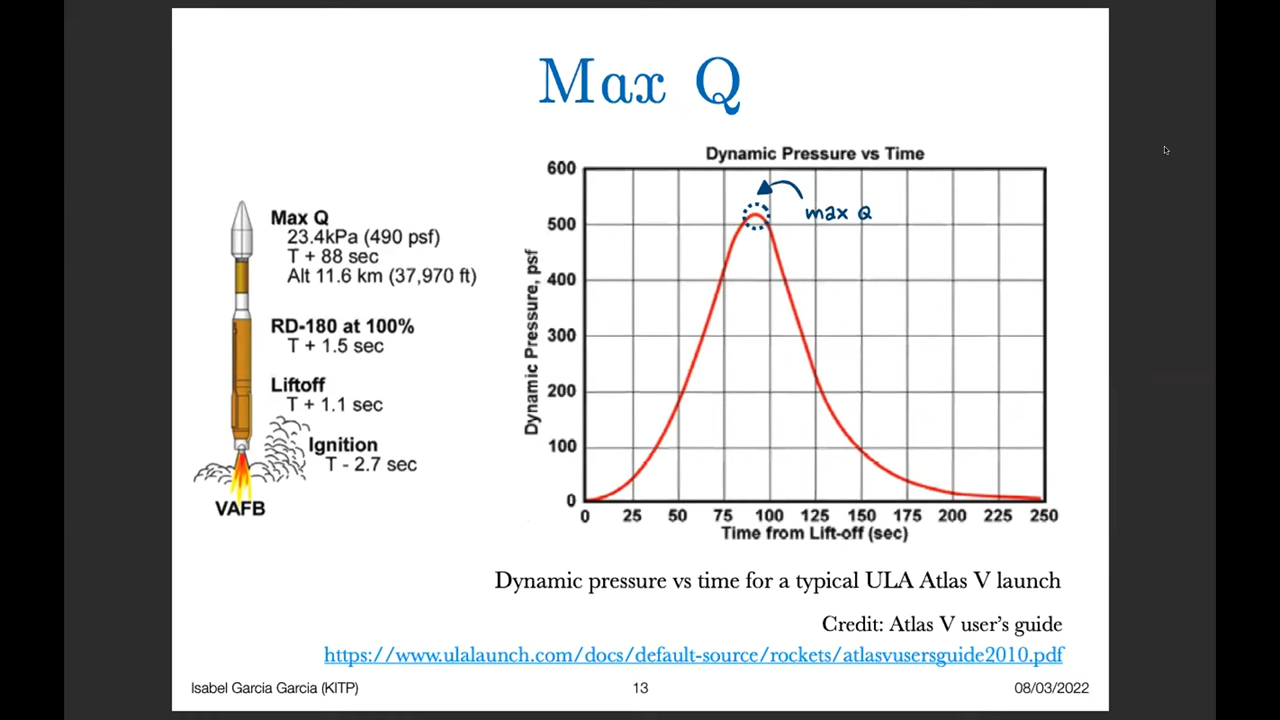 Max Q
Max Q
23.4kPa (490 psf)
T + 88 sec
Alt 11.6 km (37,970 ft)
RD-180 at 100%
T + 1.5 sec
Liftoff
T + 1.1 sec
Ignition
T - 2.7 sec
VAFB
Dynamic Pressure vs Time
max Q
Dynamic Pressure, psf
600
500
400
300
200
100
0
0 25 50 75 100 125 150 175 200 225 250
Time from Lift-off (sec)
Dynamic pressure vs time for a typical ULA Atlas V launch
Credit: Atlas V user's guide
https://www.ulalaunch.com/docs/default-source/rockets/atlasvusersguide2010.pdf
Isabel Garcia Garcia (KITP) 13 08/03/2022